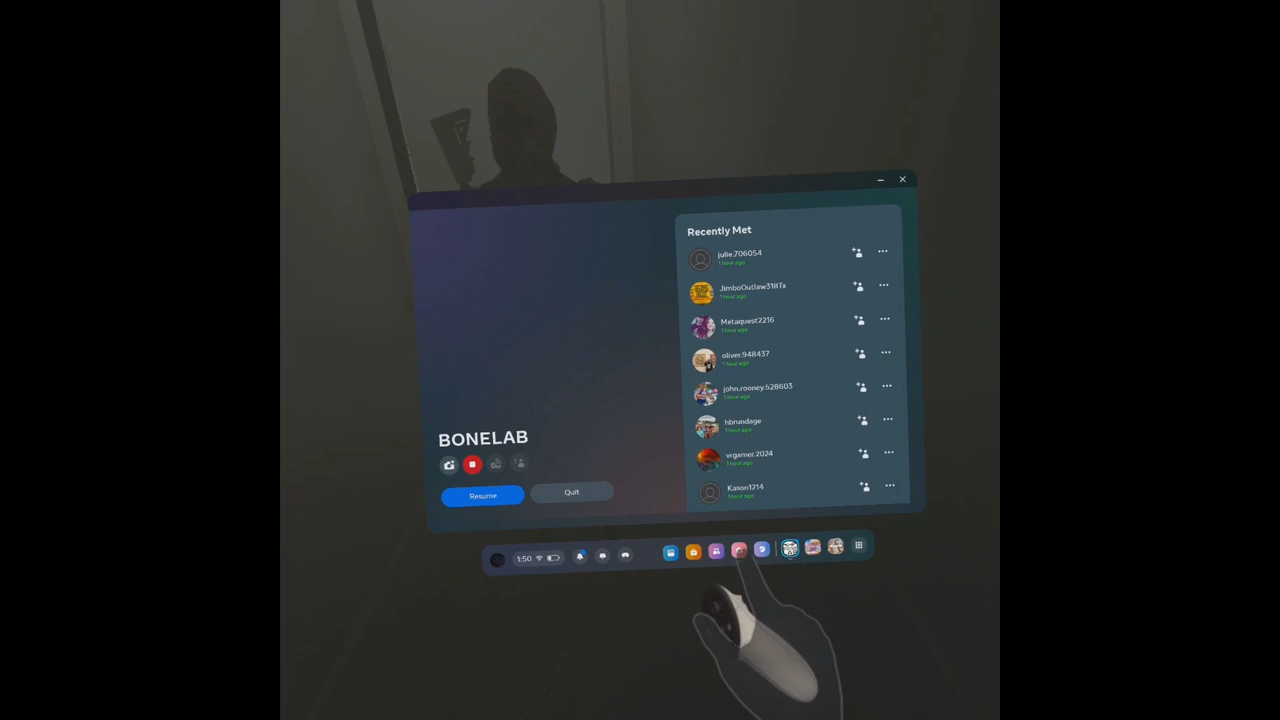 Recently Met
julie.706054
1 hour ago
JimboOutlaw318Tx
1 hour ago
Metaquest2216
1 hour ago
oliver.948437
1 hour ago
john.rooney.528603
1 hour ago
hbrundage
1 hour ago
vrgamer.2024
1 hour ago
Kason1214
1 hour ago
BONELAB
Resume
Quit
1:50